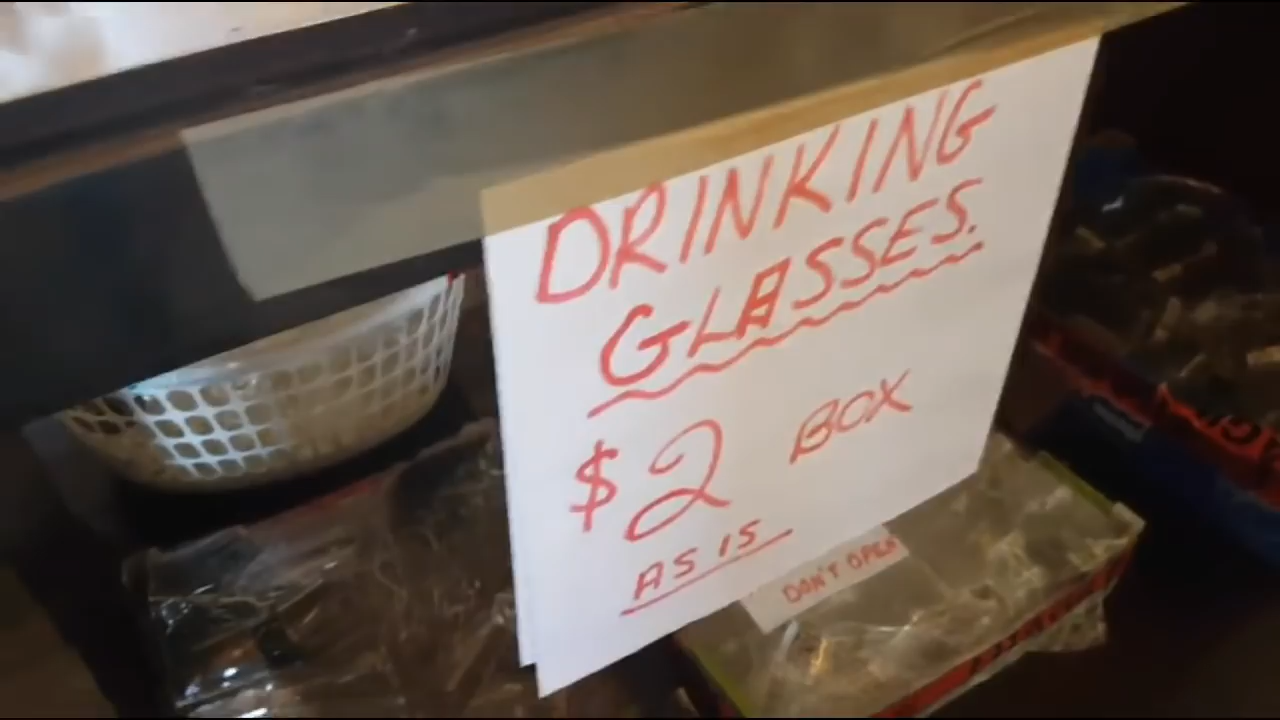 DRINKING
GLASSES.
$2 BOX
AS IS
DON'T OPEN